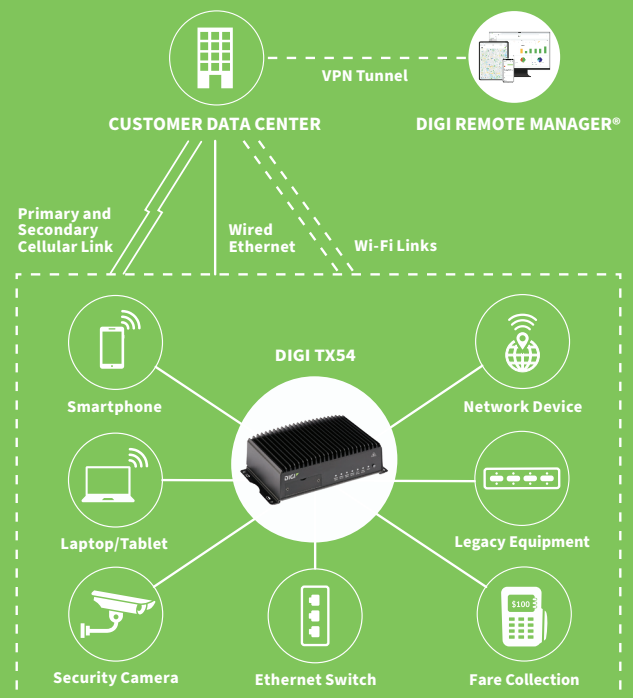 VPN Tunnel
CUSTOMER DATA CENTER
DIGI REMOTE MANAGER®
Primary and
Secondary
Cellular Link
Wired
Ethernet
Wi-Fi Links
DIGI TX54
Smartphone
Network Device
DIGI
Laptop/Tablet
Legacy Equipment
$100
Security Camera
Ethernet Switch
Fare Collection